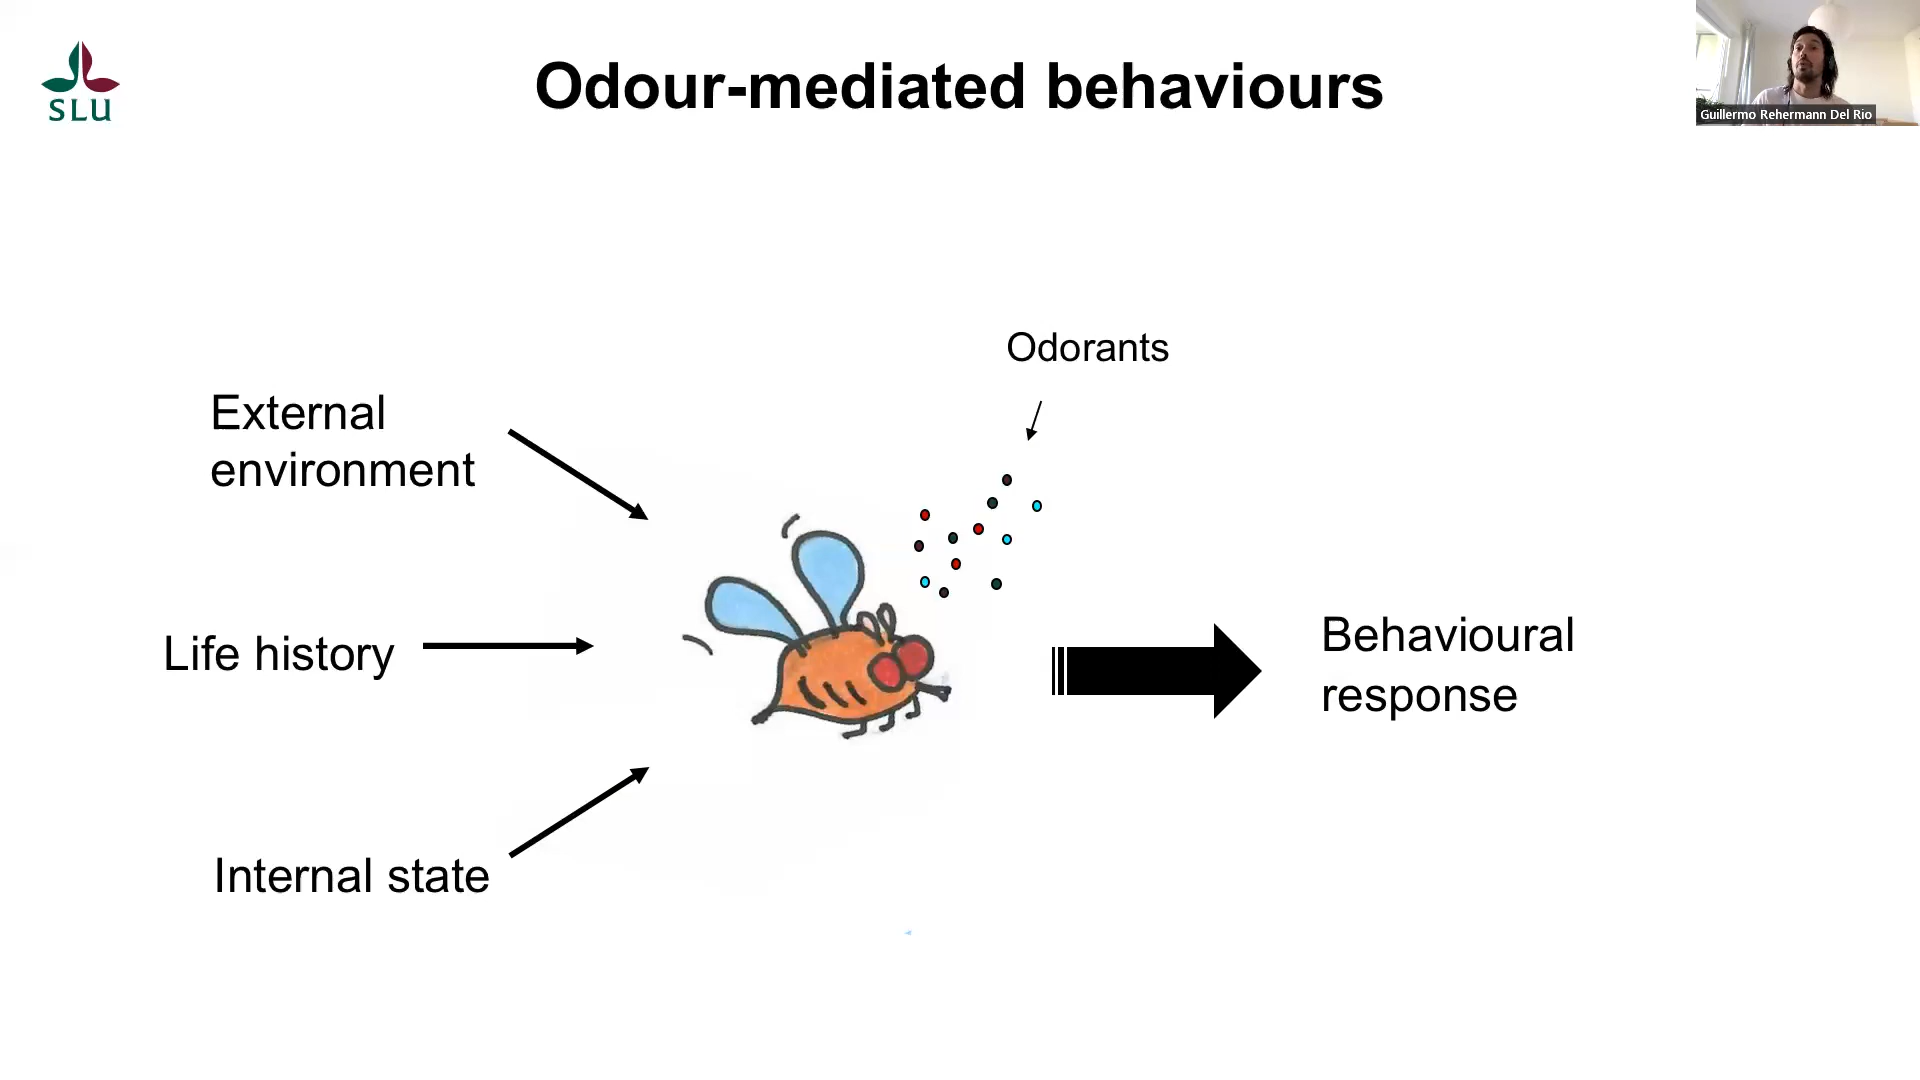 SLU
Odour-mediated behaviours
Guillermo Rehermann Del Rio
Odorants
External
environment
Life history
Behavioural
response
Internal state